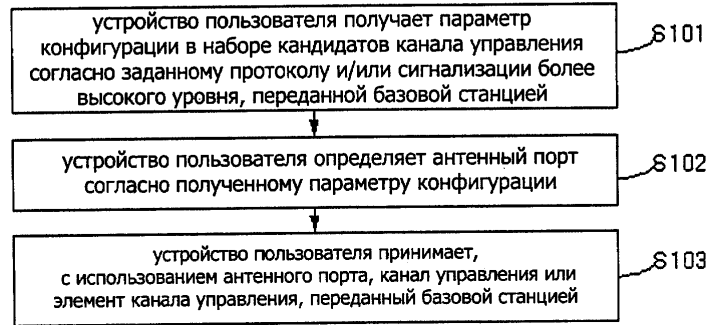 устройство пользователя получает параметр
конфигурации в наборе кандидатов канала управления
согласно заданному протоколу и/или сигнализации более
высокого уровня, переданной базовой станцией
S101
устройство пользователя определяет антенный порт
согласно полученному параметру конфигурации
S102
устройство пользователя принимает,
с использованием антенного порта, канал управления или
элемент канала управления, переданный базовой станцией
S103